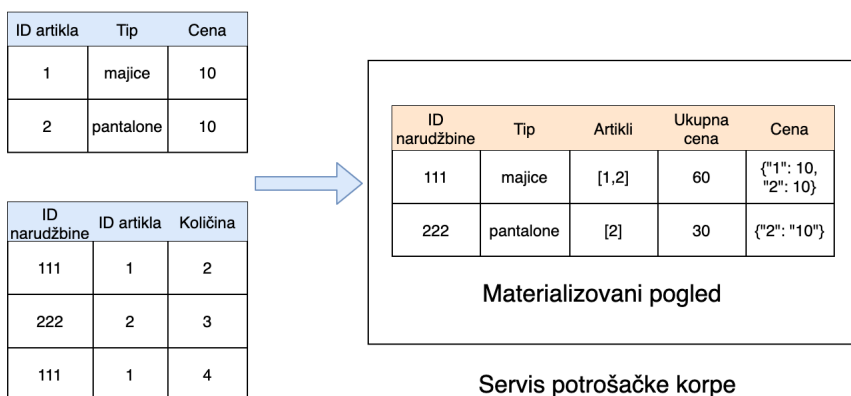 ID artikla Tip Cena
1 majice 10
2 pantalone 10
ID narudžbine ID artikla Količina
111 1 2
222 2 3
111 1 4
ID narudžbine Tip Artikli Ukupna cena Cena
111 majice [1,2] 60 {"1": 10, "2": 10}
222 pantalone [2] 30 {"2": "10"}
Materializovani pogled
Servis potrošačke korpe